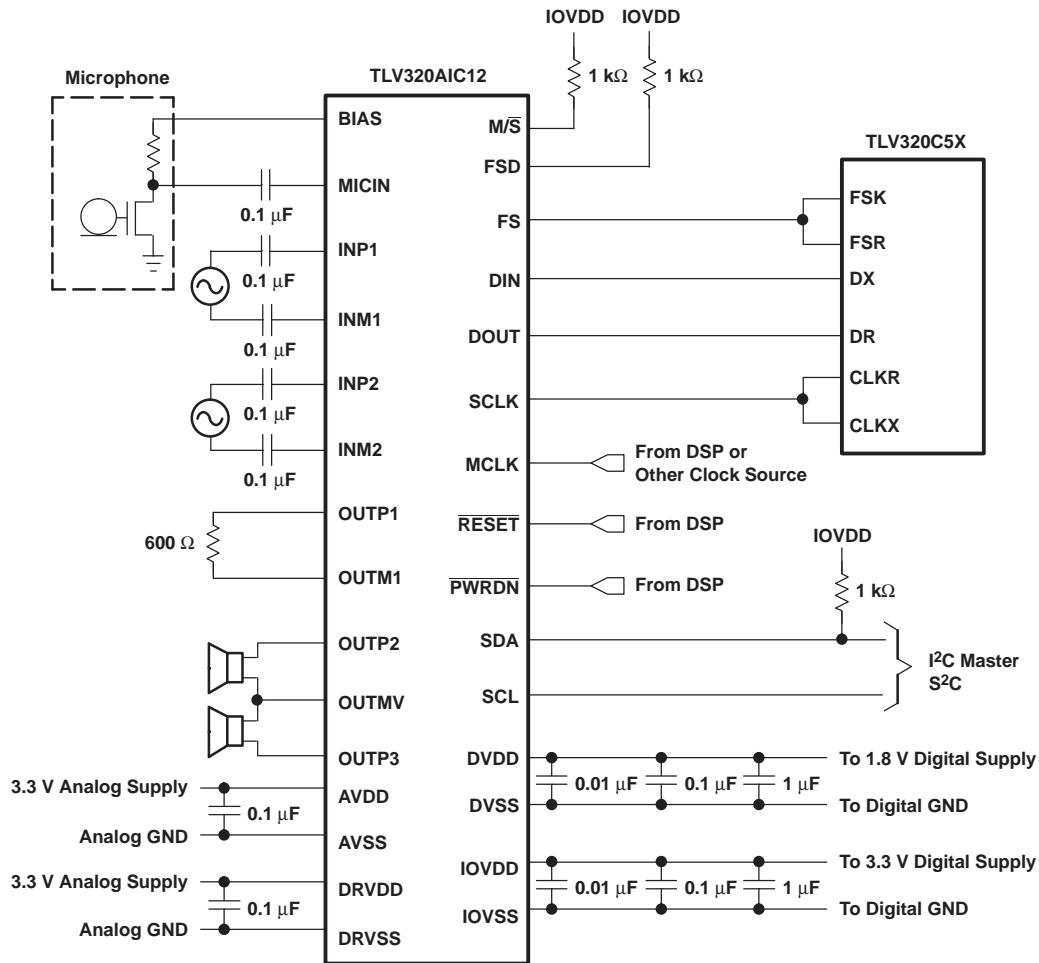 IOVDD
IOVDD
1 kΩ
1 kΩ
Microphone
TLV320AIC12
TLV320C5X
BIAS
MICIN
0.1 μF
INP1
0.1 μF
INM1
0.1 μF
INP2
0.1 μF
INM2
0.1 μF
OUTP1
600 Ω
OUTM1
OUTP2
OUTMV
OUTP3
3.3 V Analog Supply
AVDD
0.1 μF
Analog GND
AVSS
3.3 V Analog Supply
DRVDD
0.1 μF
Analog GND
DRVSS
M/S̅
FSD
FS
DIN
DOUT
SCLK
MCLK
R̅E̅S̅E̅T̅
P̅W̅R̅D̅N̅
SDA
SCL
DVDD
DVSS
IOVDD
IOVSS
FSK
FSR
DX
DR
CLKR
CLKX
From DSP or
Other Clock Source
From DSP
From DSP
IOVDD
1 kΩ
I²C Master
S²C
To 1.8 V Digital Supply
0.01 μF
0.1 μF
1 μF
To Digital GND
To 3.3 V Digital Supply
0.01 μF
0.1 μF
1 μF
To Digital GND